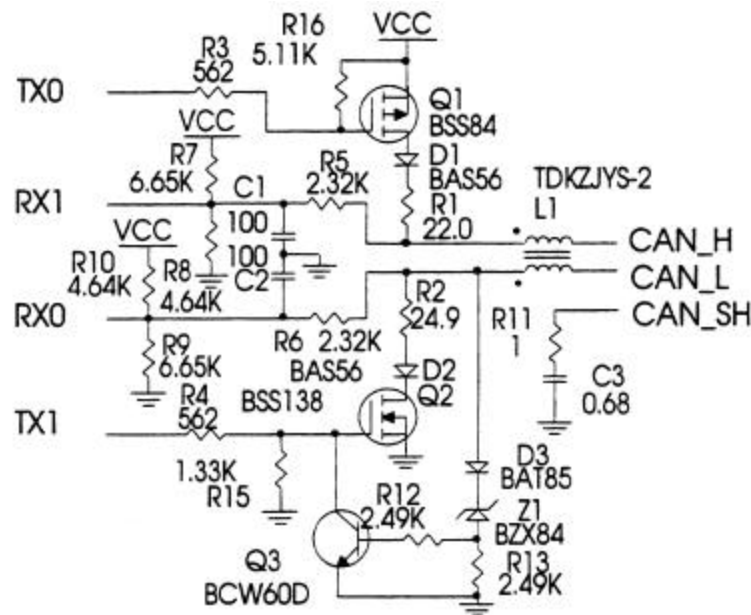 R16
5.11K
VCC
R3
562
TX0
Q1
BSS84
VCC
R7
6.65K
D1
BAS56
R5
2.32K
C1
100
TDKZJYS-2
L1
RX1
R1
22.0
CAN_H
VCC
100
C2
R10
4.64K
R8
4.64K
CAN_L
RX0
R2
24.9
R11
1
CAN_SH
R6
2.32K
R9
6.65K
BAS56
D2
C3
0.68
R4
562
BSS138
Q2
TX1
D3
BAT85
1.33K
R15
R12
2.49K
Z1
BZX84
Q3
BCW60D
R13
2.49K